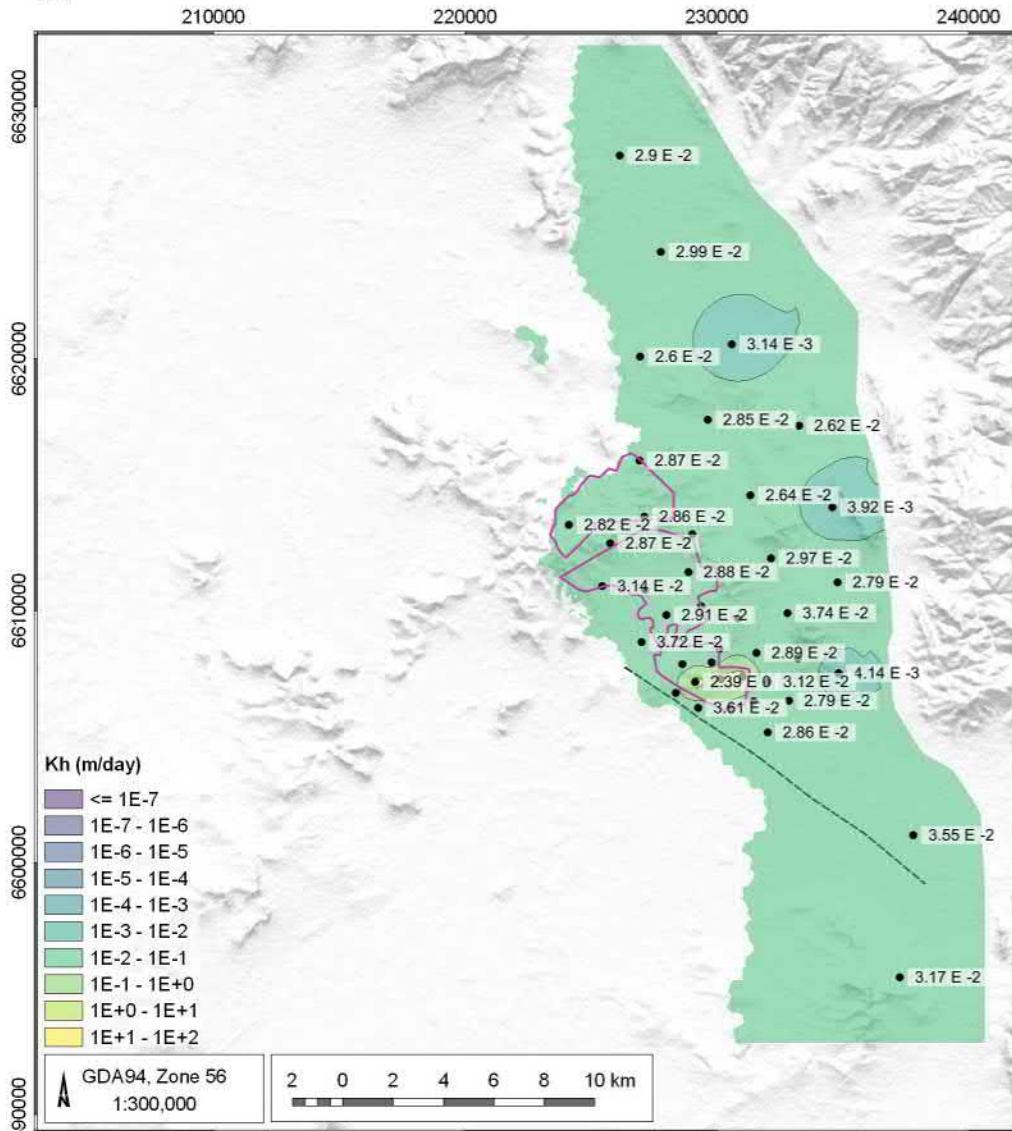 210000 220000 230000 240000
6630000
2.9 E -2
2.99 E -2
3.14 E -3
6620000
2.6 E -2
2.85 E -2
2.62 E -2
2.87 E -2
2.64 E -2
3.92 E -3
2.86 E -2
2.82 E -2
2.87 E -2
2.97 E -2
2.88 E -2
2.79 E -2
3.14 E -2
6610000
2.91 E -2
3.74 E -2
3.72 E -2
2.89 E -2
4.14 E -3
2.39 E 0
3.12 E -2
2.79 E -2
3.61 E -2
2.86 E -2
3.55 E -2
6600000
3.17 E -2
Kh (m/day)
<= 1E-7
1E-7 - 1E-6
1E-6 - 1E-5
1E-5 - 1E-4
1E-4 - 1E-3
1E-3 - 1E-2
1E-2 - 1E-1
1E-1 - 1E+0
1E+0 - 1E+1
1E+1 - 1E+2
N
GDA94, Zone 56
1:300,000
2 0 2 4 6 8 10 km
900000